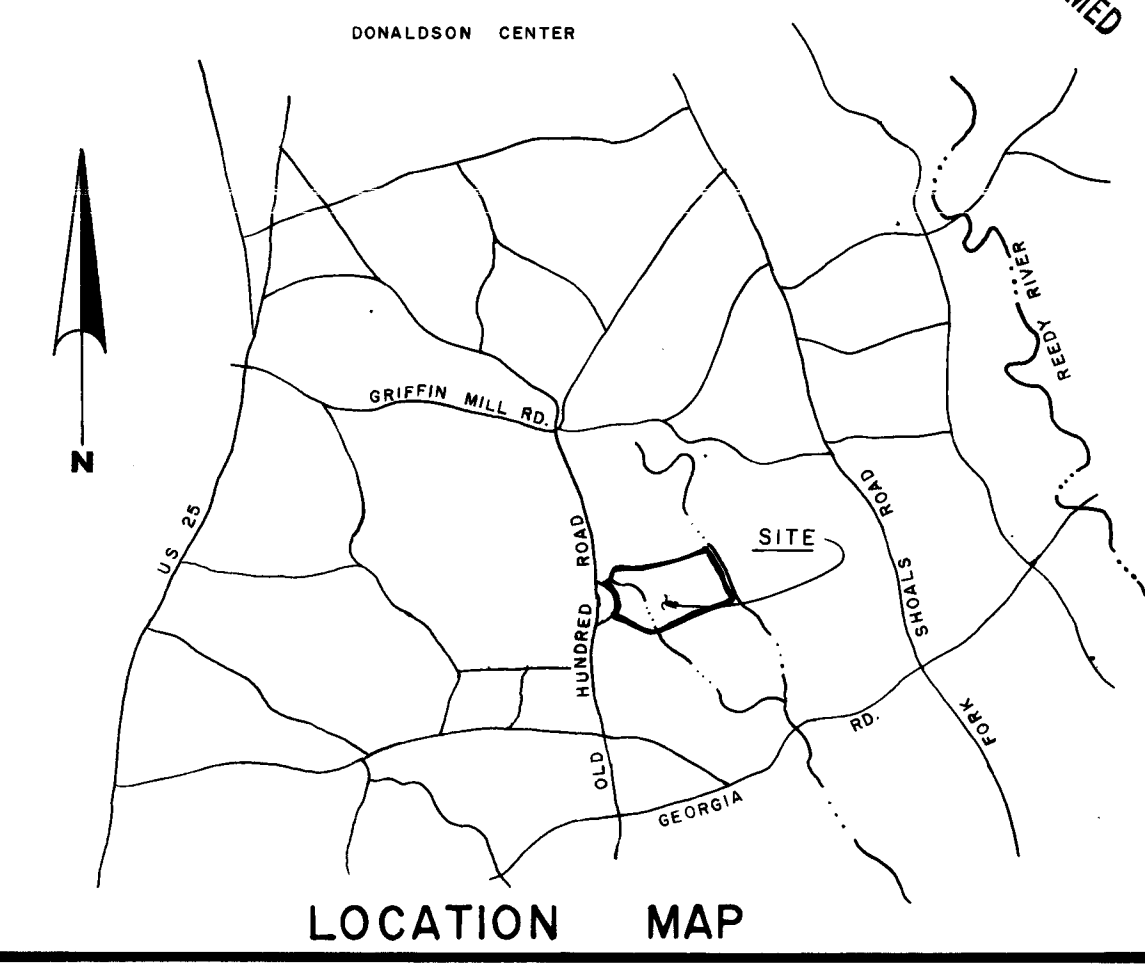 MED
DONALDSON CENTER
REEDY RIVER
GRIFFIN MILL RD.
N
US 25
OLD HUNDRED ROAD
SITE
FORK SHOALS ROAD
GEORGIA RD.
LOCATION MAP